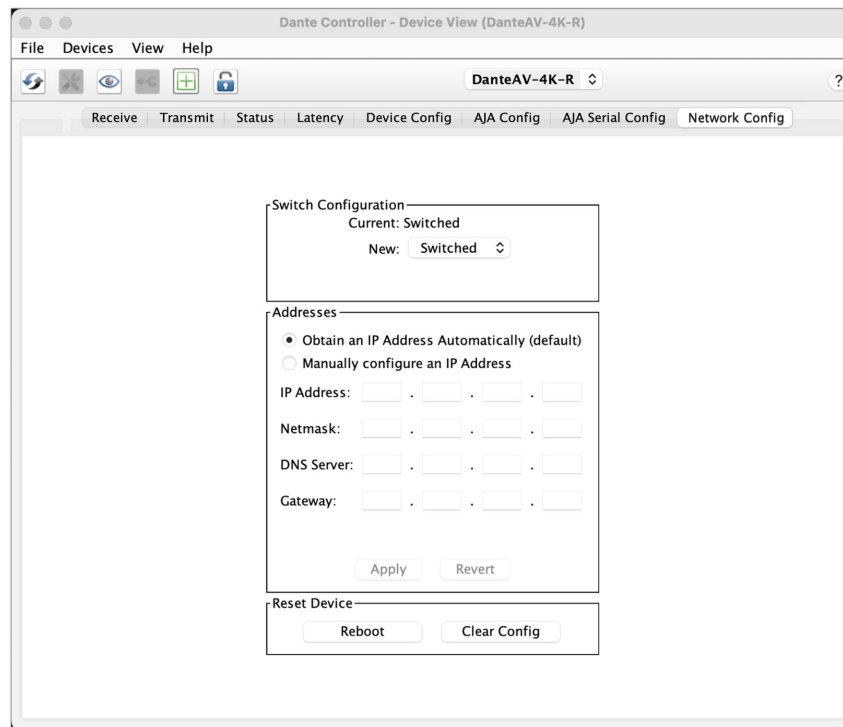 Dante Controller - Device View (DanteAV-4K-R)
File Devices View Help
DanteAV-4K-R ?
Receive Transmit Status Latency Device Config AJA Config AJA Serial Config Network Config
Switch Configuration
Current: Switched
New: Switched
Addresses
Obtain an IP Address Automatically (default)
Manually configure an IP Address
IP Address: . . .
Netmask: . . .
DNS Server: . . .
Gateway: . . .
Apply Revert
Reset Device
Reboot Clear Config